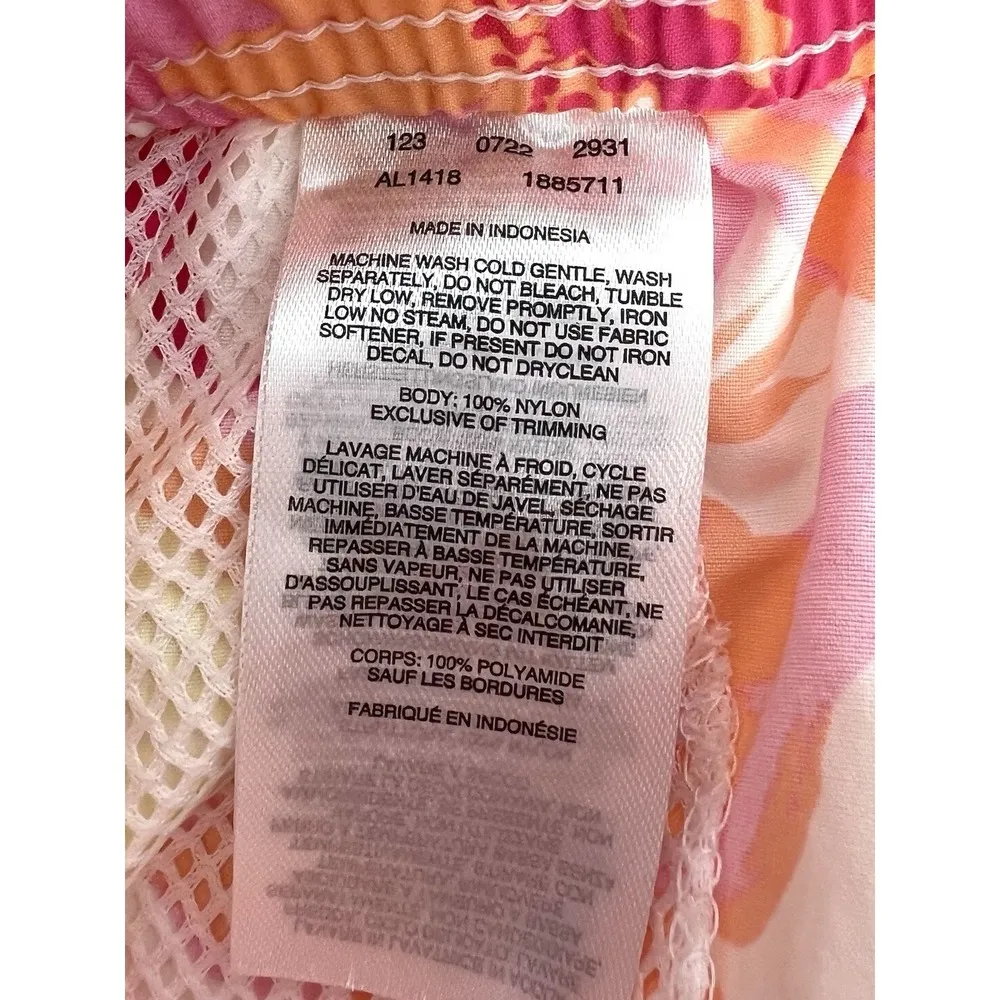 123 0722 2931
AL1418 1885711
MADE IN INDONESIA
MACHINE WASH COLD GENTLE, WASH
SEPARATELY, DO NOT BLEACH, TUMBLE
DRY LOW, REMOVE PROMPTLY, IRON
LOW NO STEAM, DO NOT USE FABRIC
SOFTENER, IF PRESENT DO NOT IRON
DECAL, DO NOT DRYCLEAN
BODY: 100% NYLON
EXCLUSIVE OF TRIMMING
LAVAGE MACHINE À FROID, CYCLE
DÉLICAT, LAVER SÉPARÉMENT, NE PAS
UTILISER D'EAU DE JAVEL, SÉCHAGE
MACHINE, BASSE TEMPÉRATURE, SORTIR
IMMÉDIATEMENT DE LA MACHINE,
REPASSER À BASSE TEMPÉRATURE,
SANS VAPEUR, NE PAS UTILISER
D'ASSOUPLISSANT, LE CAS ÉCHÉANT, NE
PAS REPASSER LA DÉCALCOMANIE,
NETTOYAGE À SEC INTERDIT
CORPS: 100% POLYAMIDE
SAUF LES BORDURES
FABRIQUÉ EN INDONÉSIE